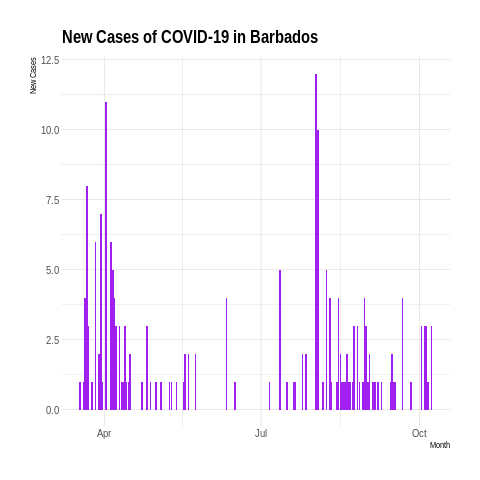 New Cases of COVID-19 in Barbados
New Cases
12.5
10.0
7.5
5.0
2.5
0.0
Apr
Jul
Oct
Month